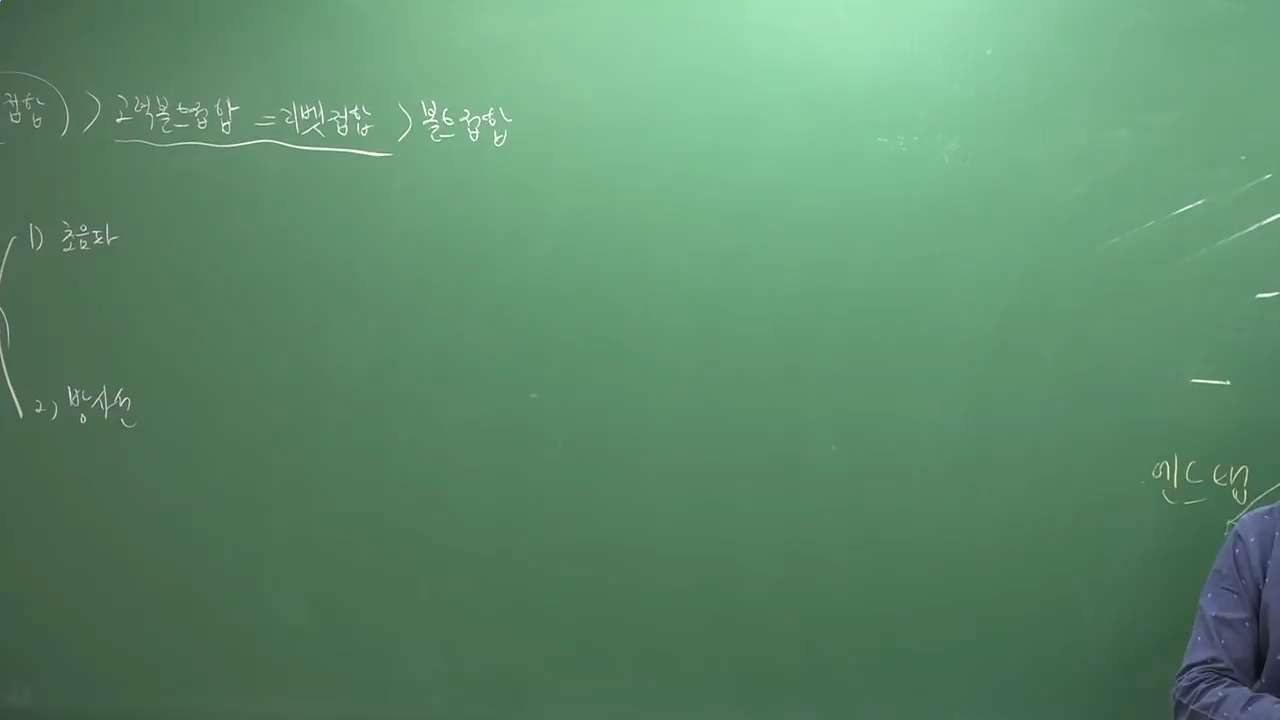 접합) > 고력볼트접합 = 리벳접합 > 볼트접합
1) 초음파
2) 방사선
엔드탭